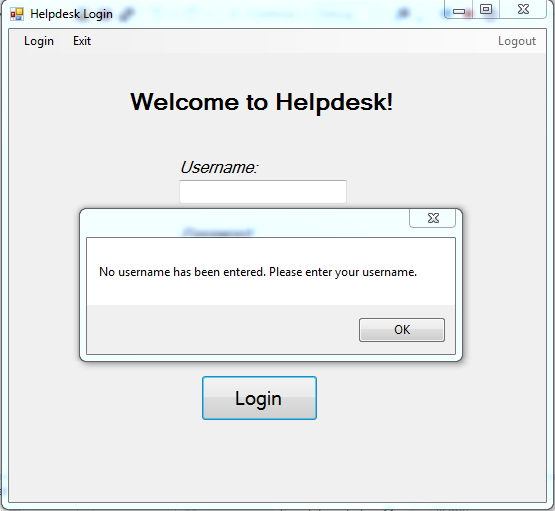 Helpdesk Login
Login Exit Logout
Welcome to Helpdesk!
Username:
No username has been entered. Please enter your username.
OK
Login